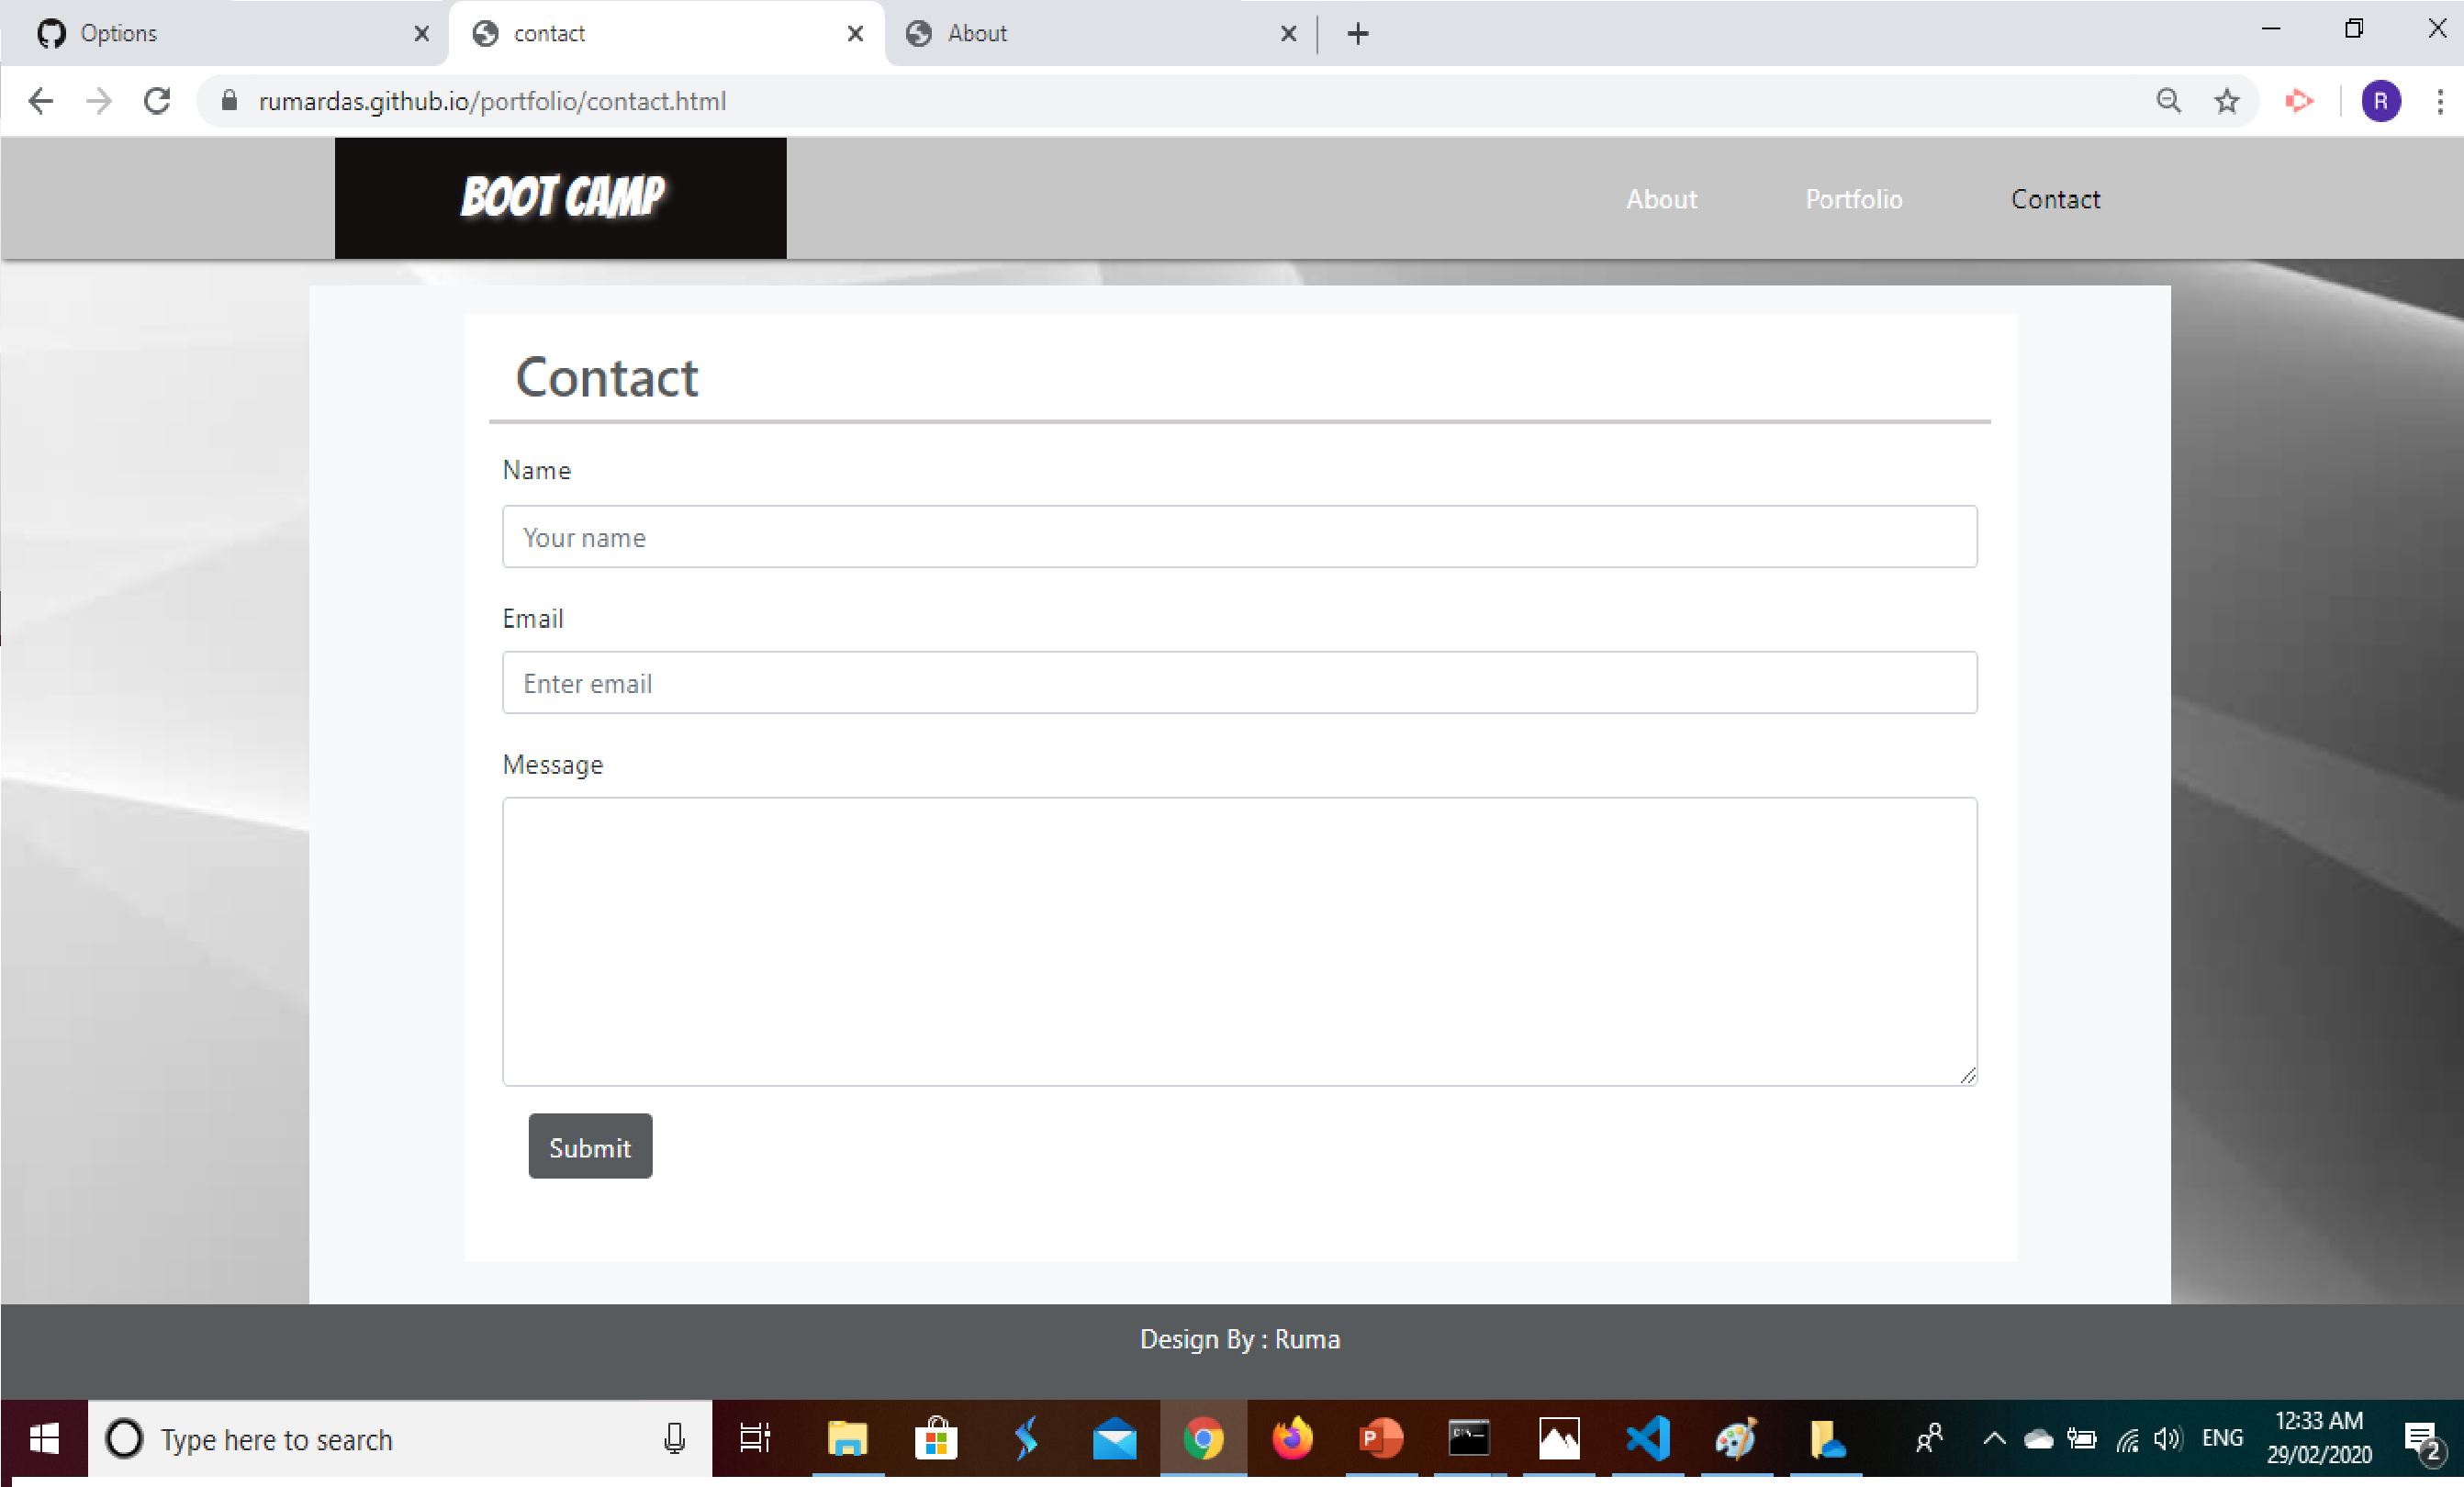 Options
contact
About
rumardas.github.io/portfolio/contact.html
R
BOOT CAMP
About
Portfolio
Contact
Contact
Name
Your name
Email
Enter email
Message
Submit
Design By : Ruma
Type here to search
ENG
12:33 AM
29/02/2020
2